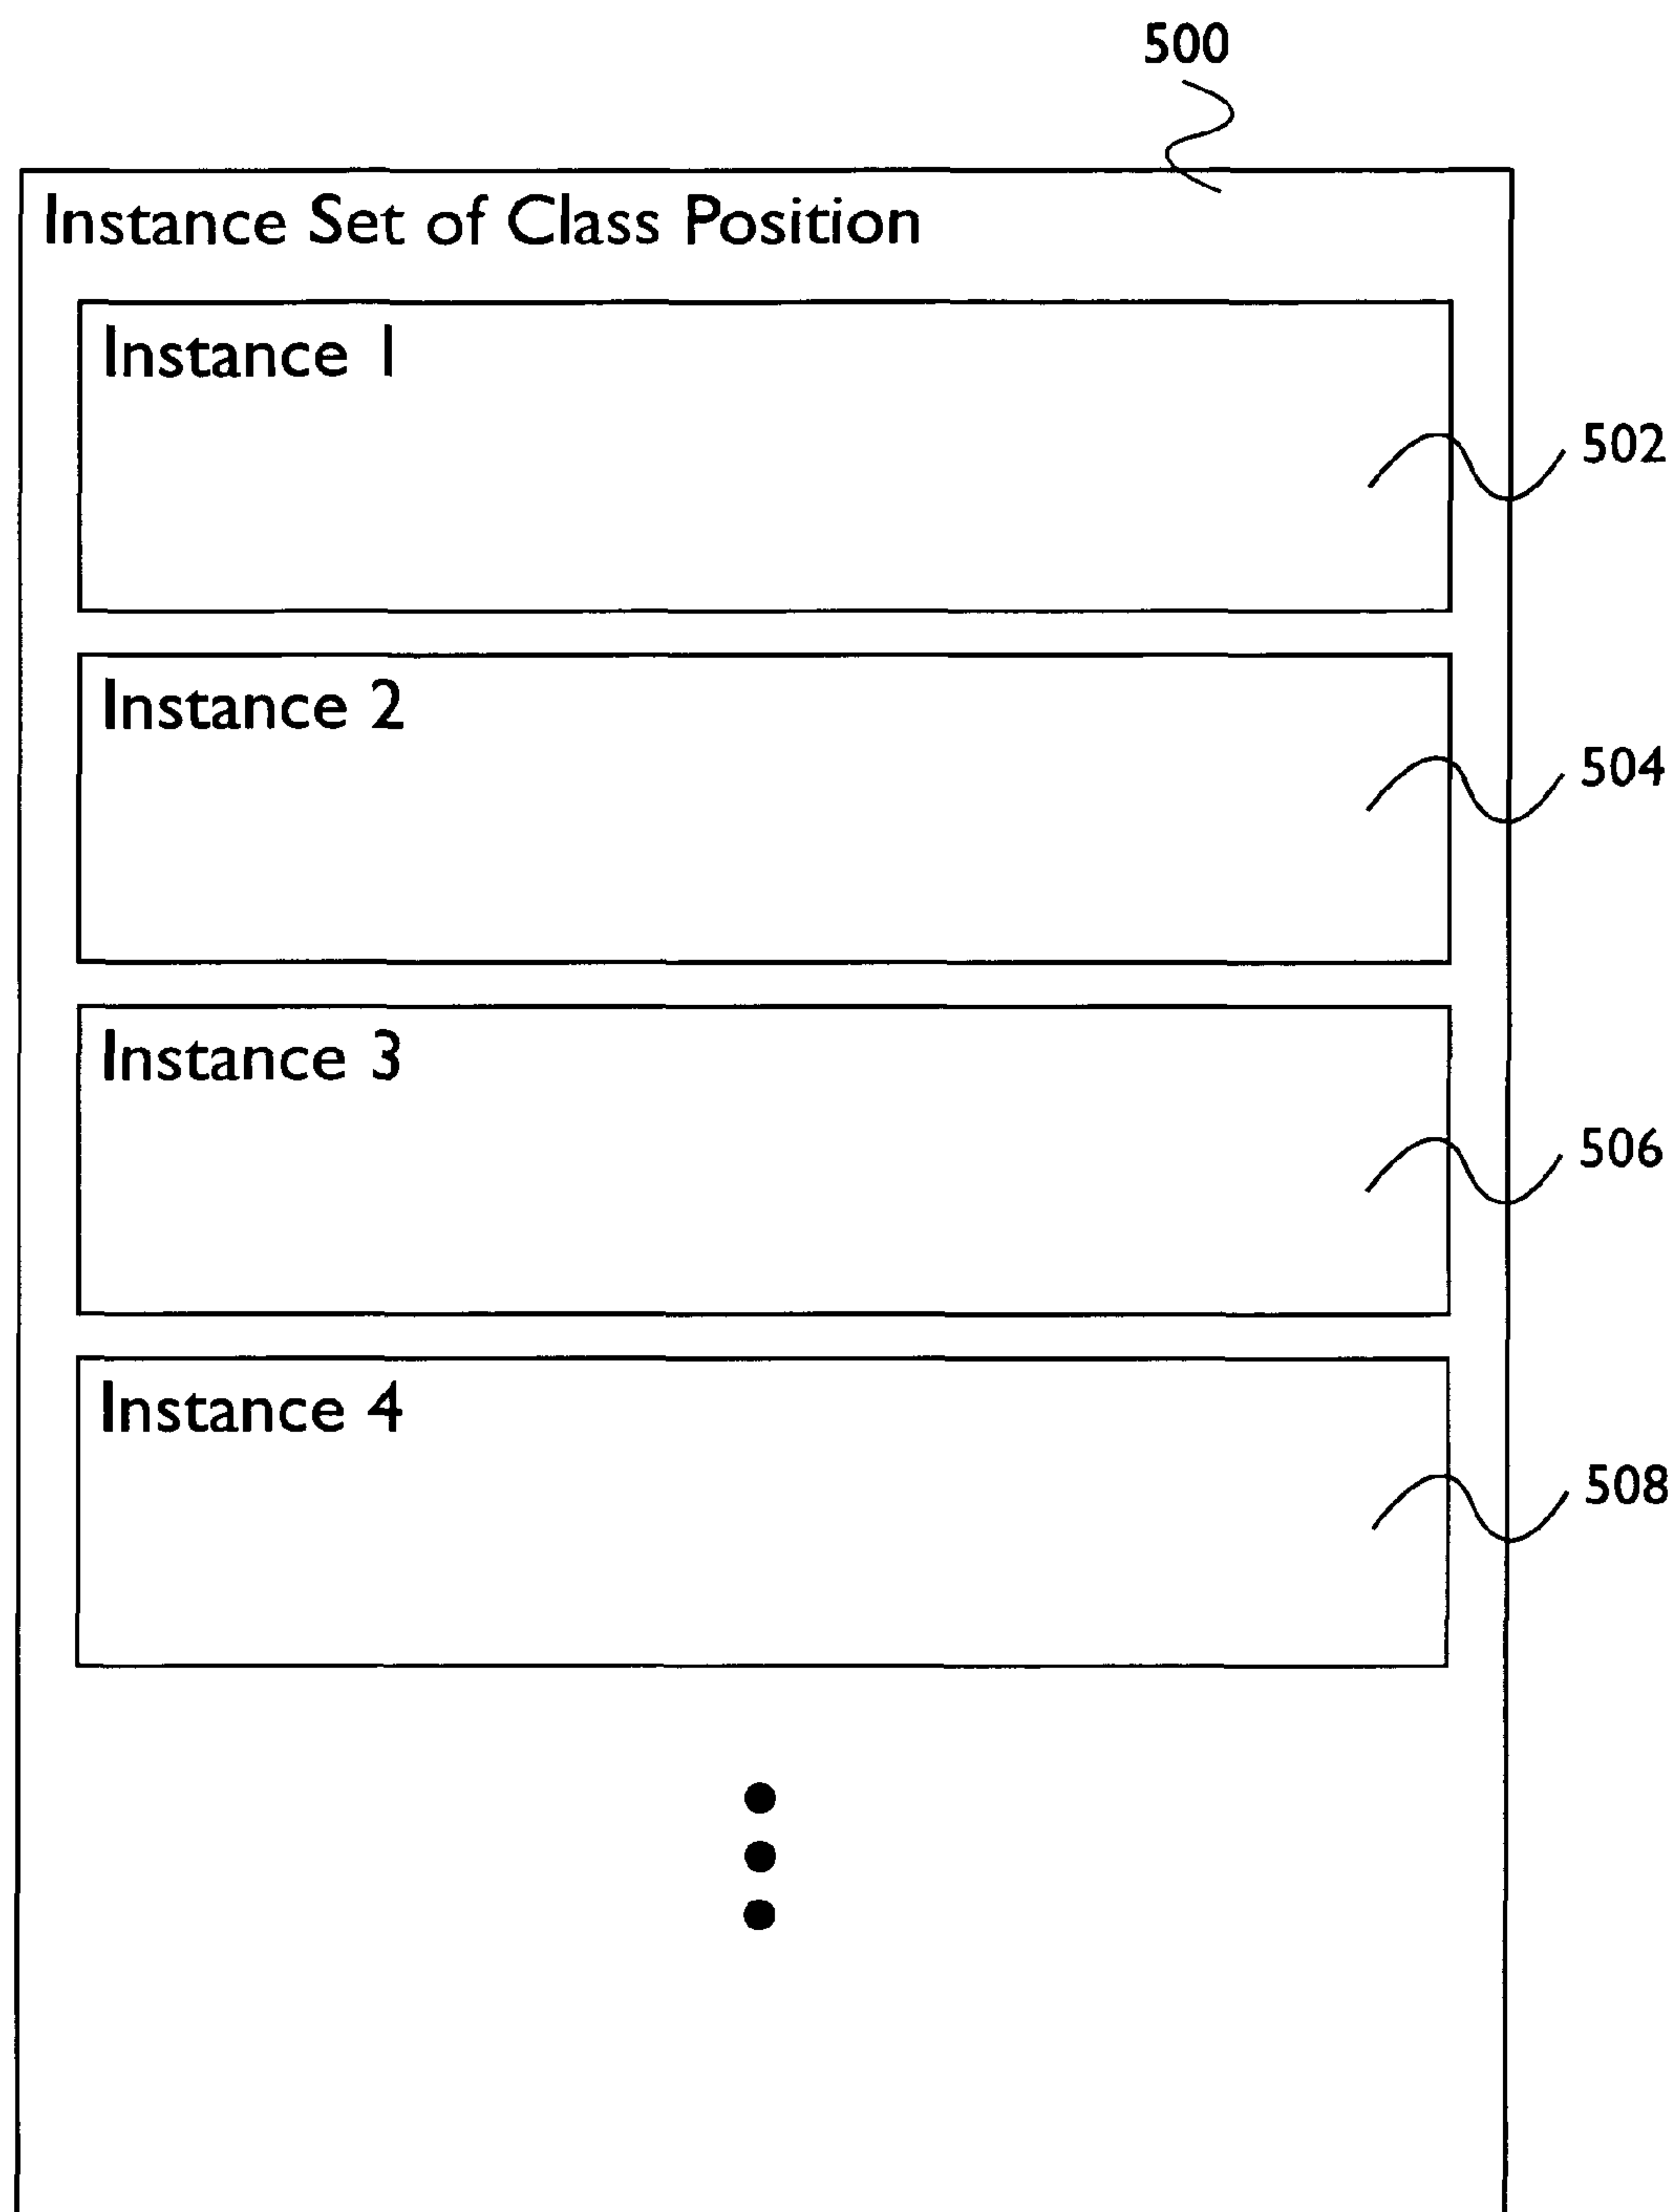 500
Instance Set of Class Position
Instance 1
502
Instance 2
504
Instance 3
506
Instance 4
508